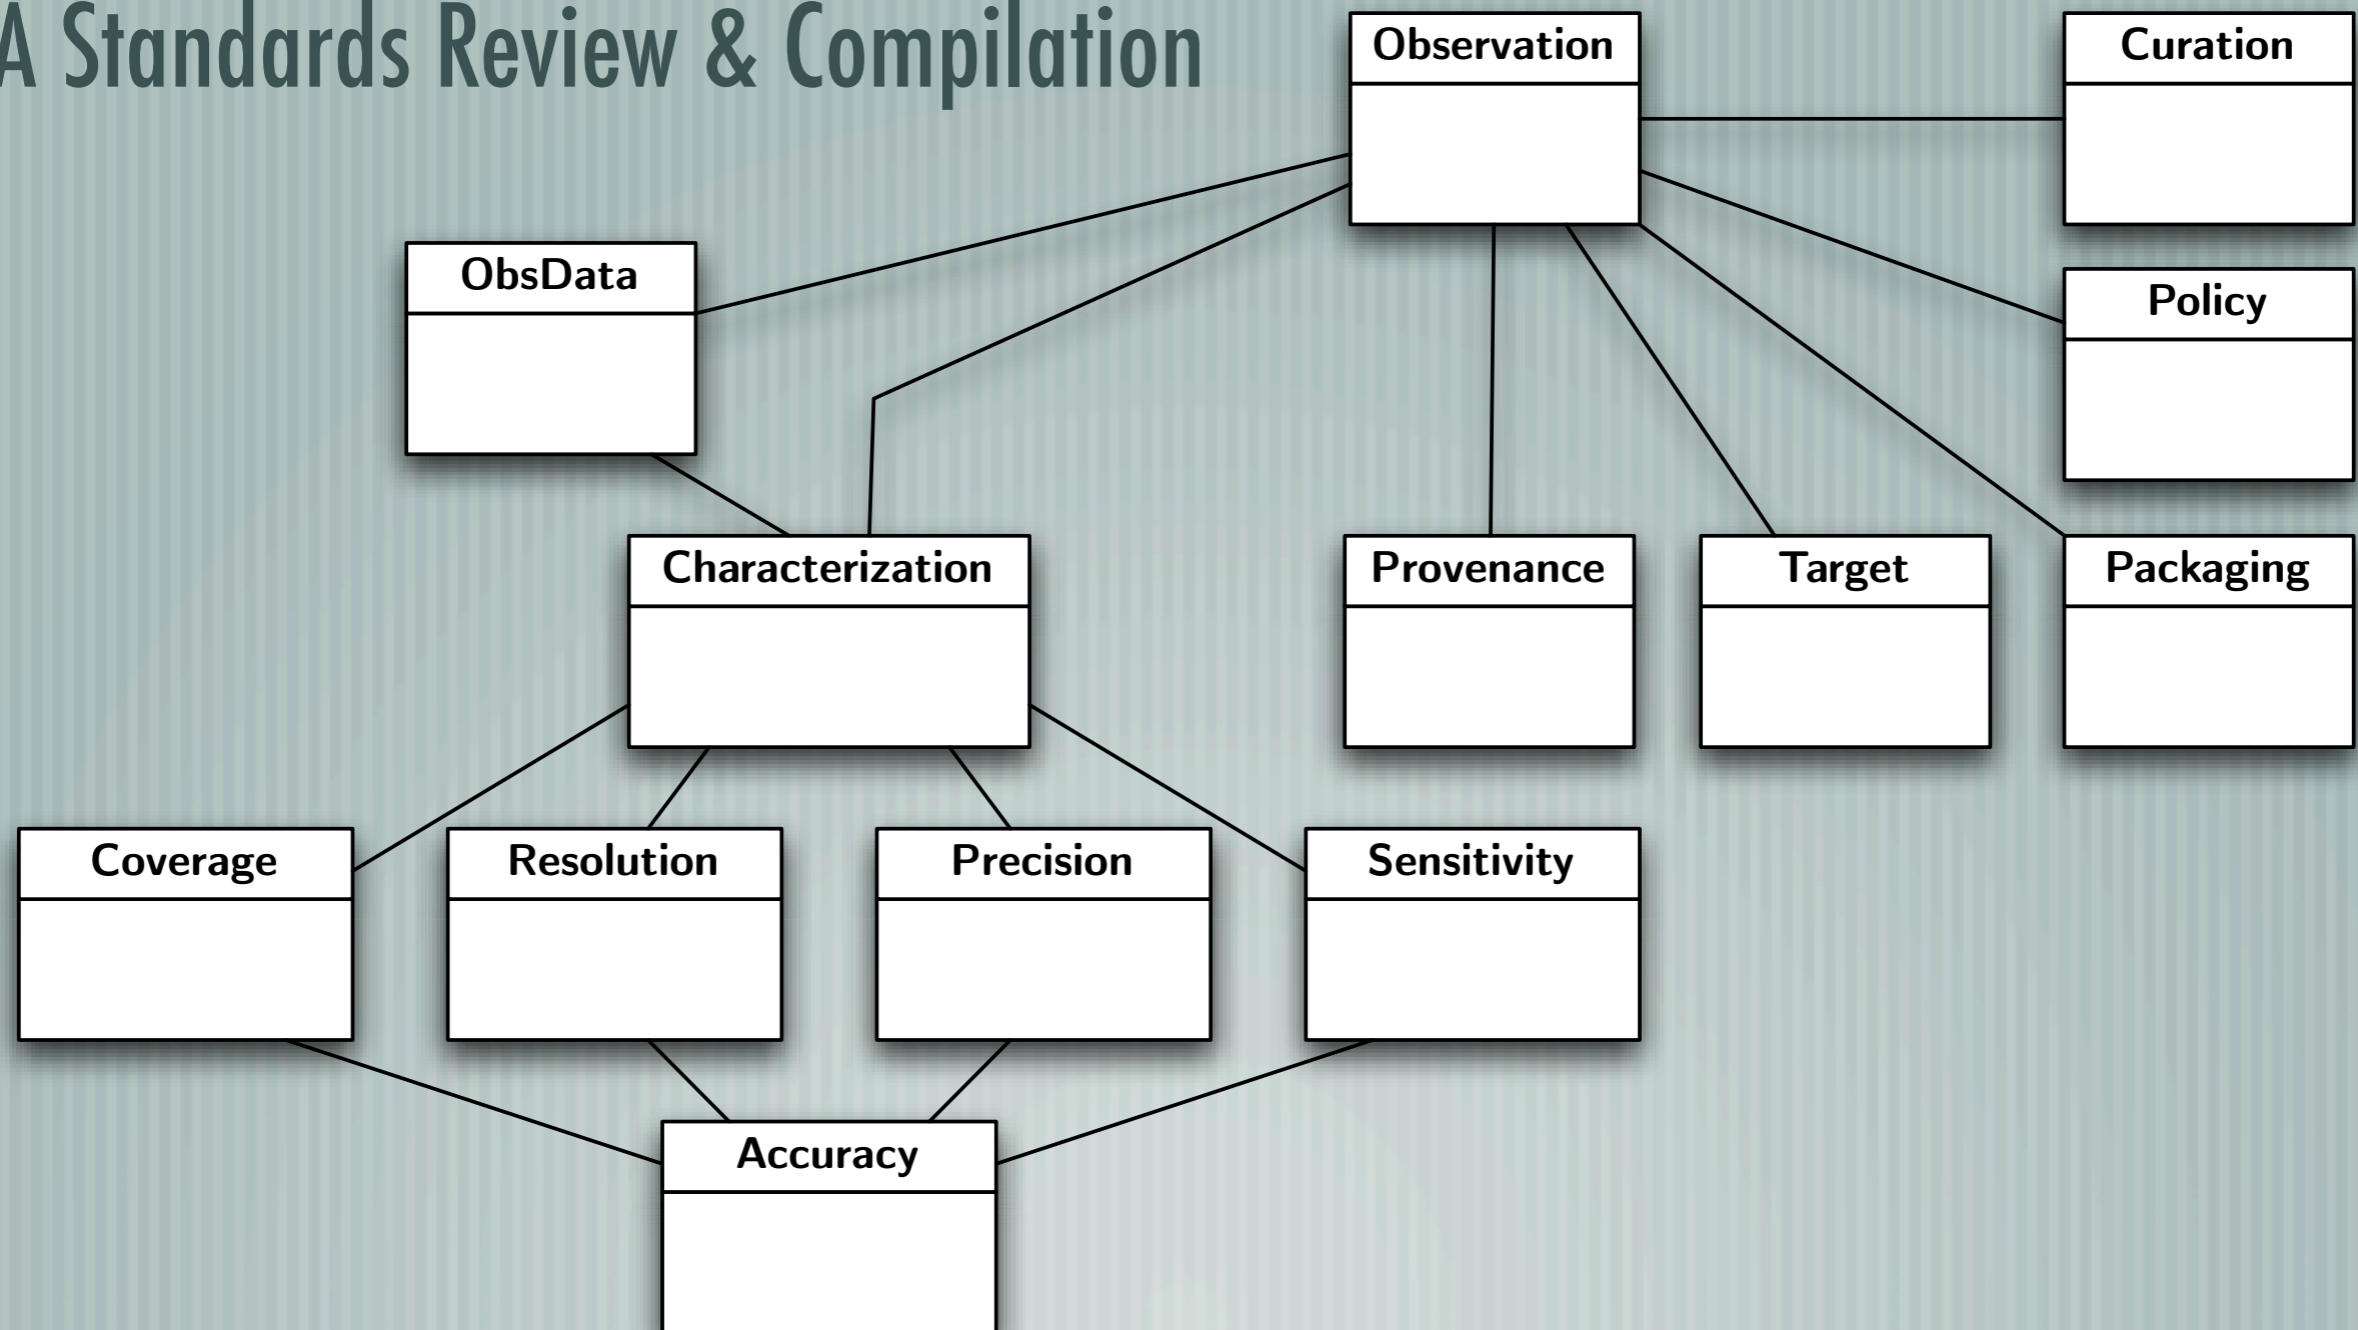 A Standards Review & Compilation
Observation
Curation
ObsData
Policy
Characterization
Provenance
Target
Packaging
Coverage
Resolution
Precision
Sensitivity
Accuracy